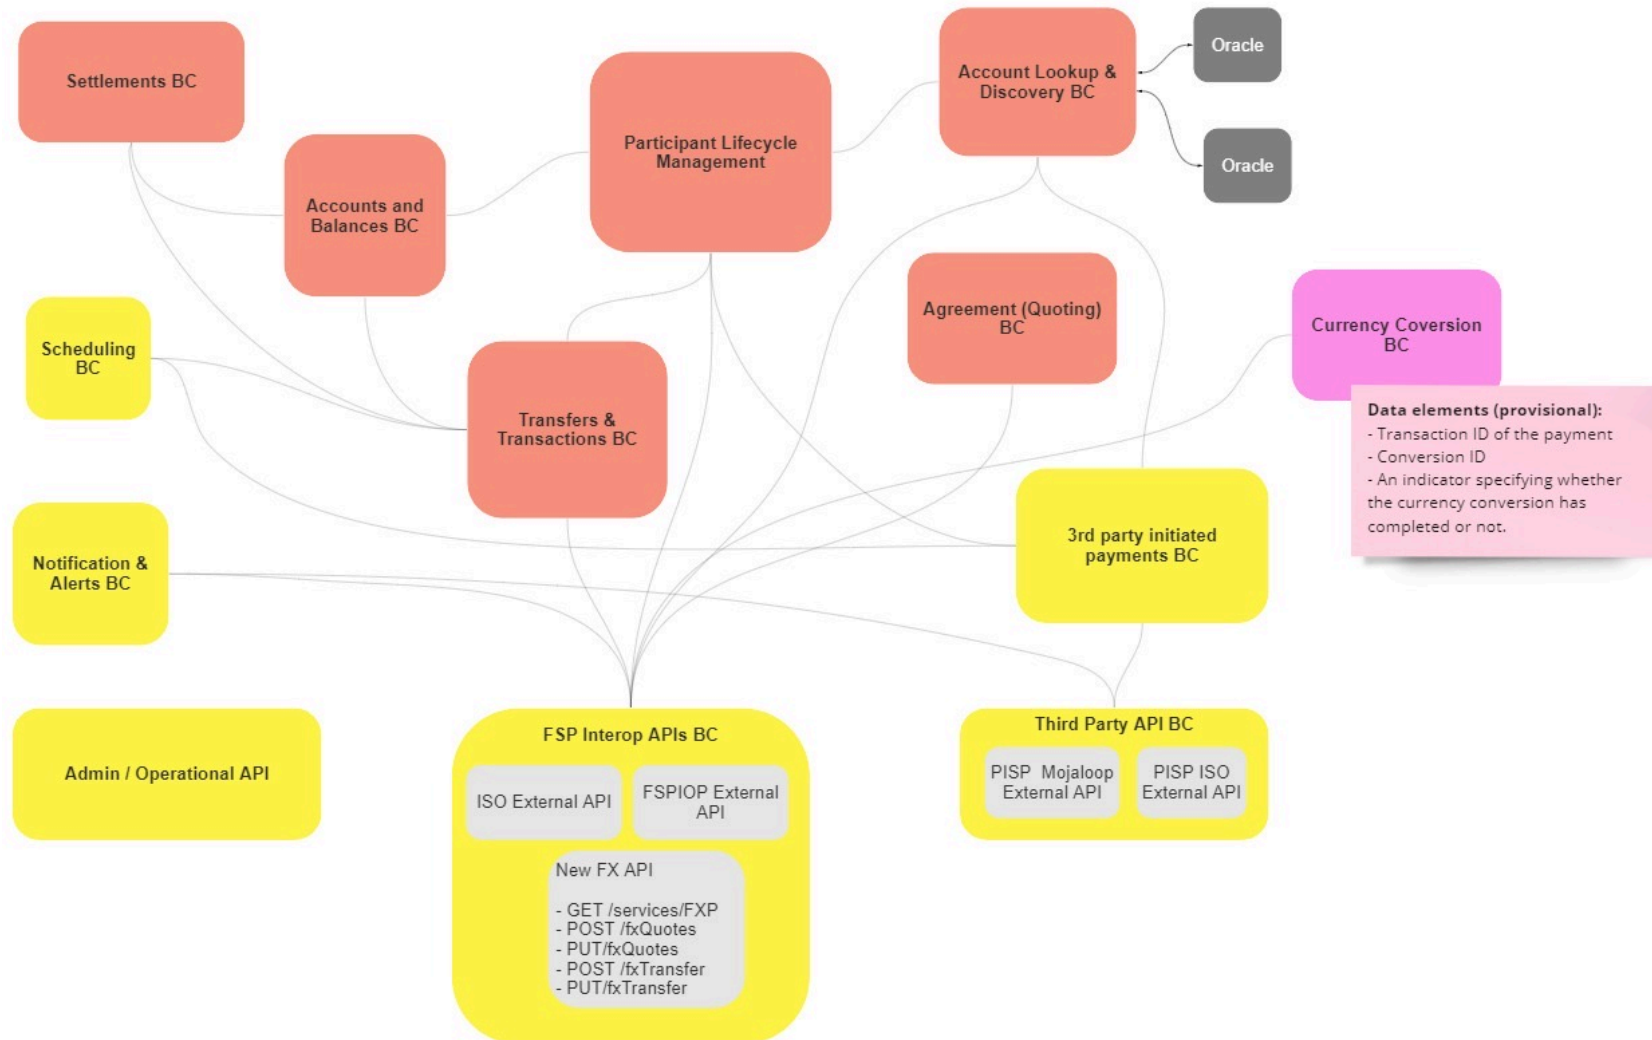 Settlements BC
Account Lookup &
Discovery BC
Oracle
Oracle
Participant Lifecycle
Management
Accounts and
Balances BC
Agreement (Quoting)
BC
Currency Coversion
BC
Scheduling
BC
Transfers &
Transactions BC
Data elements (provisional):
- Transaction ID of the payment
- Conversion ID
- An indicator specifying whether
the currency conversion has
completed or not.
Notification &
Alerts BC
3rd party initiated
payments BC
Admin / Operational API
FSP Interop APIs BC
ISO External API
FSPIOP External
API
New FX API
- GET /services/FXP
- POST /fxQuotes
- PUT/fxQuotes
- POST /fxTransfer
- PUT/fxTransfer
Third Party API BC
PISP Mojaloop
External API
PISP ISO
External API